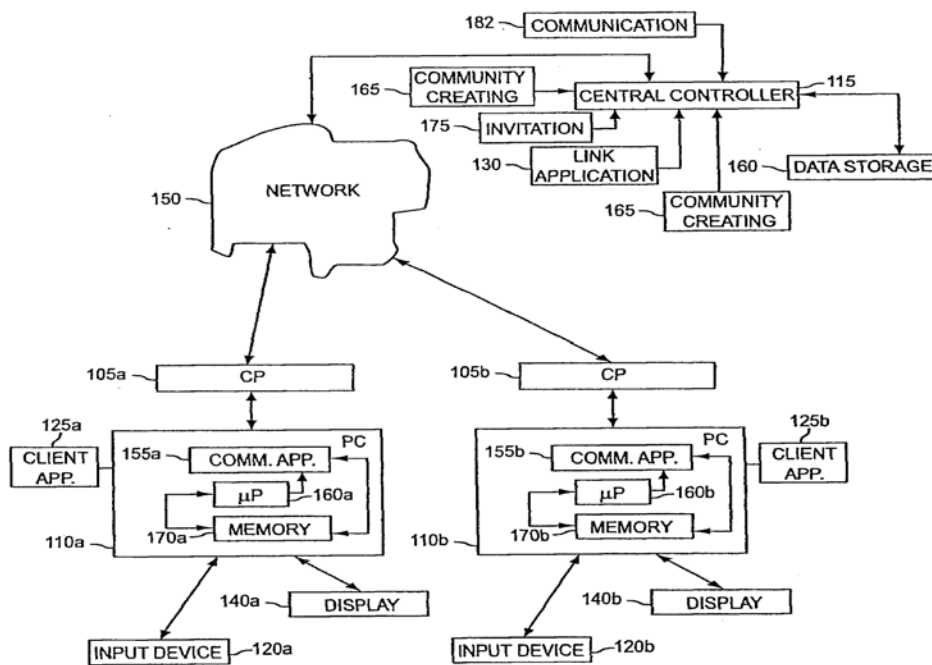 182
COMMUNICATION
165
COMMUNITY
CREATING
CENTRAL CONTROLLER
115
175
INVITATION
130
LINK
APPLICATION
160
DATA STORAGE
165
COMMUNITY
CREATING
150
NETWORK
105a
CP
105b
CP
125a
CLIENT
APP.
PC
155a
COMM. APP.
µP
160a
170a
MEMORY
110a
125b
CLIENT
APP.
PC
155b
COMM. APP.
µP
160b
170b
MEMORY
110b
140a
DISPLAY
INPUT DEVICE
120a
140b
DISPLAY
INPUT DEVICE
120b